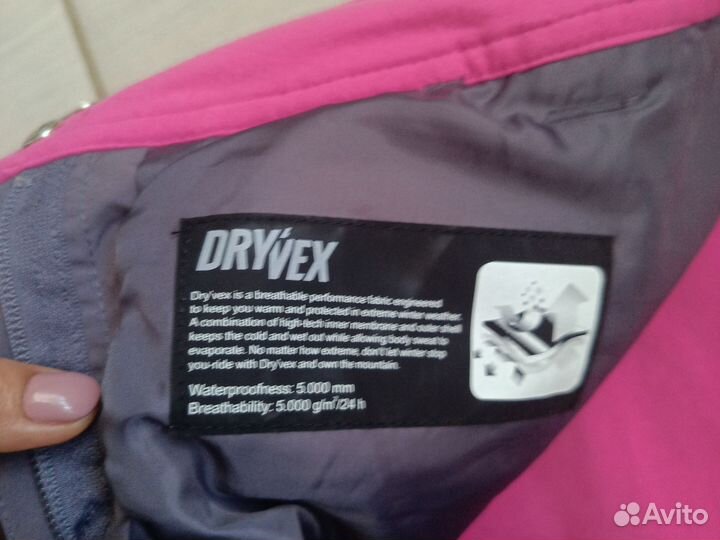 DRY'VEX
Dry'vex is a breathable performance fabric engineered
to keep you warm and protected in extreme winter weather.
A combination of high-tech inner membrane and outer shell
keeps the cold and wet out while allowing body sweat to
evaporate. No matter how extreme, don't let winter stop
you-ride with Dry'vex and own the mountain.
Waterproofness: 5.000 mm
Breathability: 5.000 g/m²/24 h
Avito